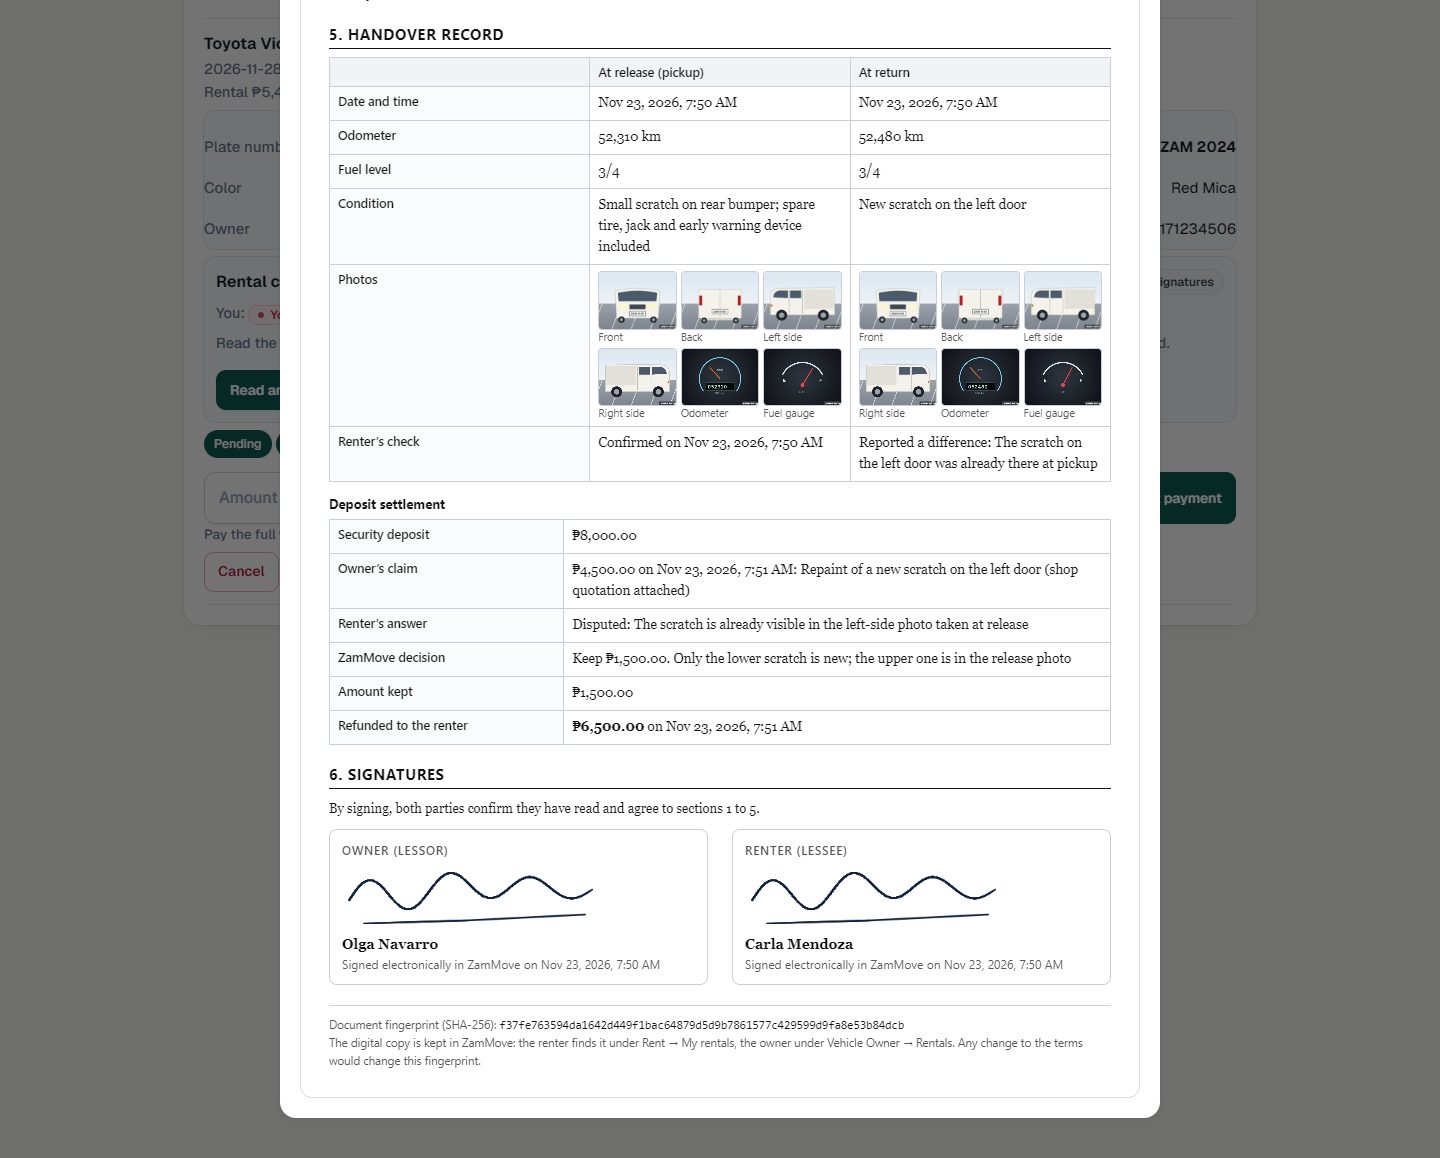 5. HANDOVER RECORD
At release (pickup)
At return
Date and time
Nov 23, 2026, 7:50 AM
Nov 23, 2026, 7:50 AM
Odometer
52,310 km
52,480 km
Fuel level
3/4
3/4
Condition
Small scratch on rear bumper; spare
tire, jack and early warning device
included
New scratch on the left door
Photos
Front
Back
Left side
Right side
Odometer
Fuel gauge
Front
Back
Left side
Right side
Odometer
Fuel gauge
Renter's check
Confirmed on Nov 23, 2026, 7:50 AM
Reported a difference: The scratch on
the left door was already there at pickup
Deposit settlement
Security deposit
₱8,000.00
Owner's claim
₱4,500.00 on Nov 23, 2026, 7:51 AM: Repaint of a new scratch on the left door (shop
quotation attached)
Renter's answer
Disputed: The scratch is already visible in the left-side photo taken at release
ZamMove decision
Keep ₱1,500.00. Only the lower scratch is new; the upper one is in the release photo
Amount kept
₱1,500.00
Refunded to the renter
₱6,500.00 on Nov 23, 2026, 7:51 AM
6. SIGNATURES
By signing, both parties confirm they have read and agree to sections 1 to 5.
OWNER (LESSOR)
Olga Navarro
Signed electronically in ZamMove on Nov 23, 2026, 7:50 AM
RENTER (LESSEE)
Carla Mendoza
Signed electronically in ZamMove on Nov 23, 2026, 7:50 AM
Document fingerprint (SHA-256): f37fe763594da1642d449f1bac64879d5d9b7861577c429599d9fa8e53b84dcb
The digital copy is kept in ZamMove: the renter finds it under Rent → My rentals, the owner under Vehicle Owner → Rentals. Any change to the terms
would change this fingerprint.
Toyota
2026-11-28
Rental ₱5,4
Plate numb
ZAM 2024
Color
Red Mica
Owner
171234506
Rental c
ignatures
You:
Read the
d.
Read an
Pending
Amount
payment
Pay the full
Cancel